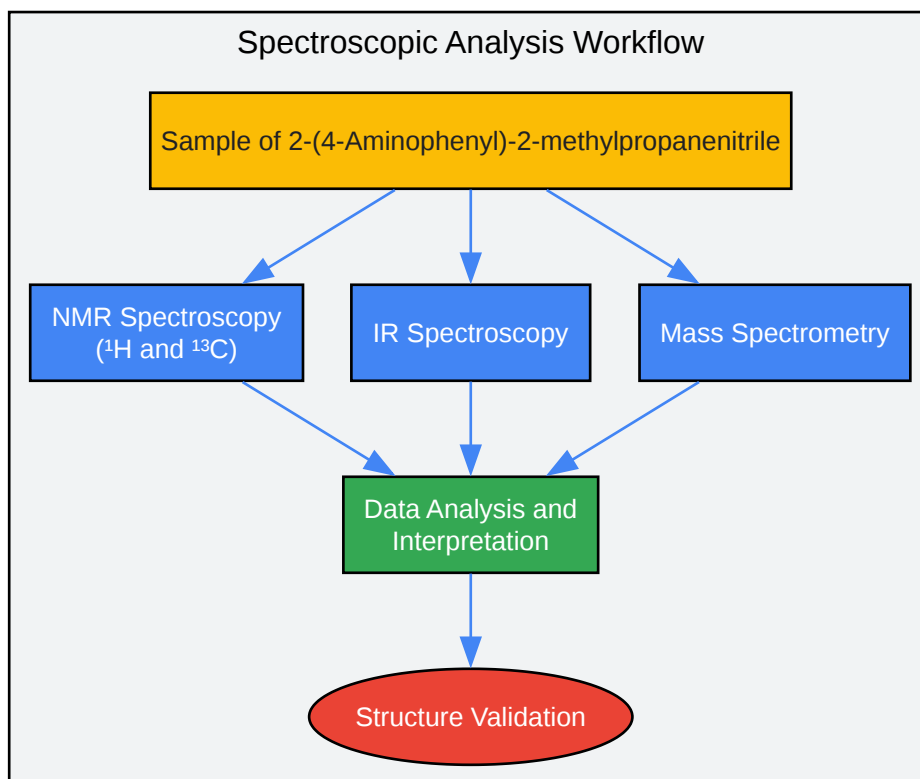 Spectroscopic Analysis Workflow
Sample of 2-(4-Aminophenyl)-2-methylpropanenitrile
NMR Spectroscopy
(¹H and ¹³C)
IR Spectroscopy
Mass Spectrometry
Data Analysis and
Interpretation
Structure Validation